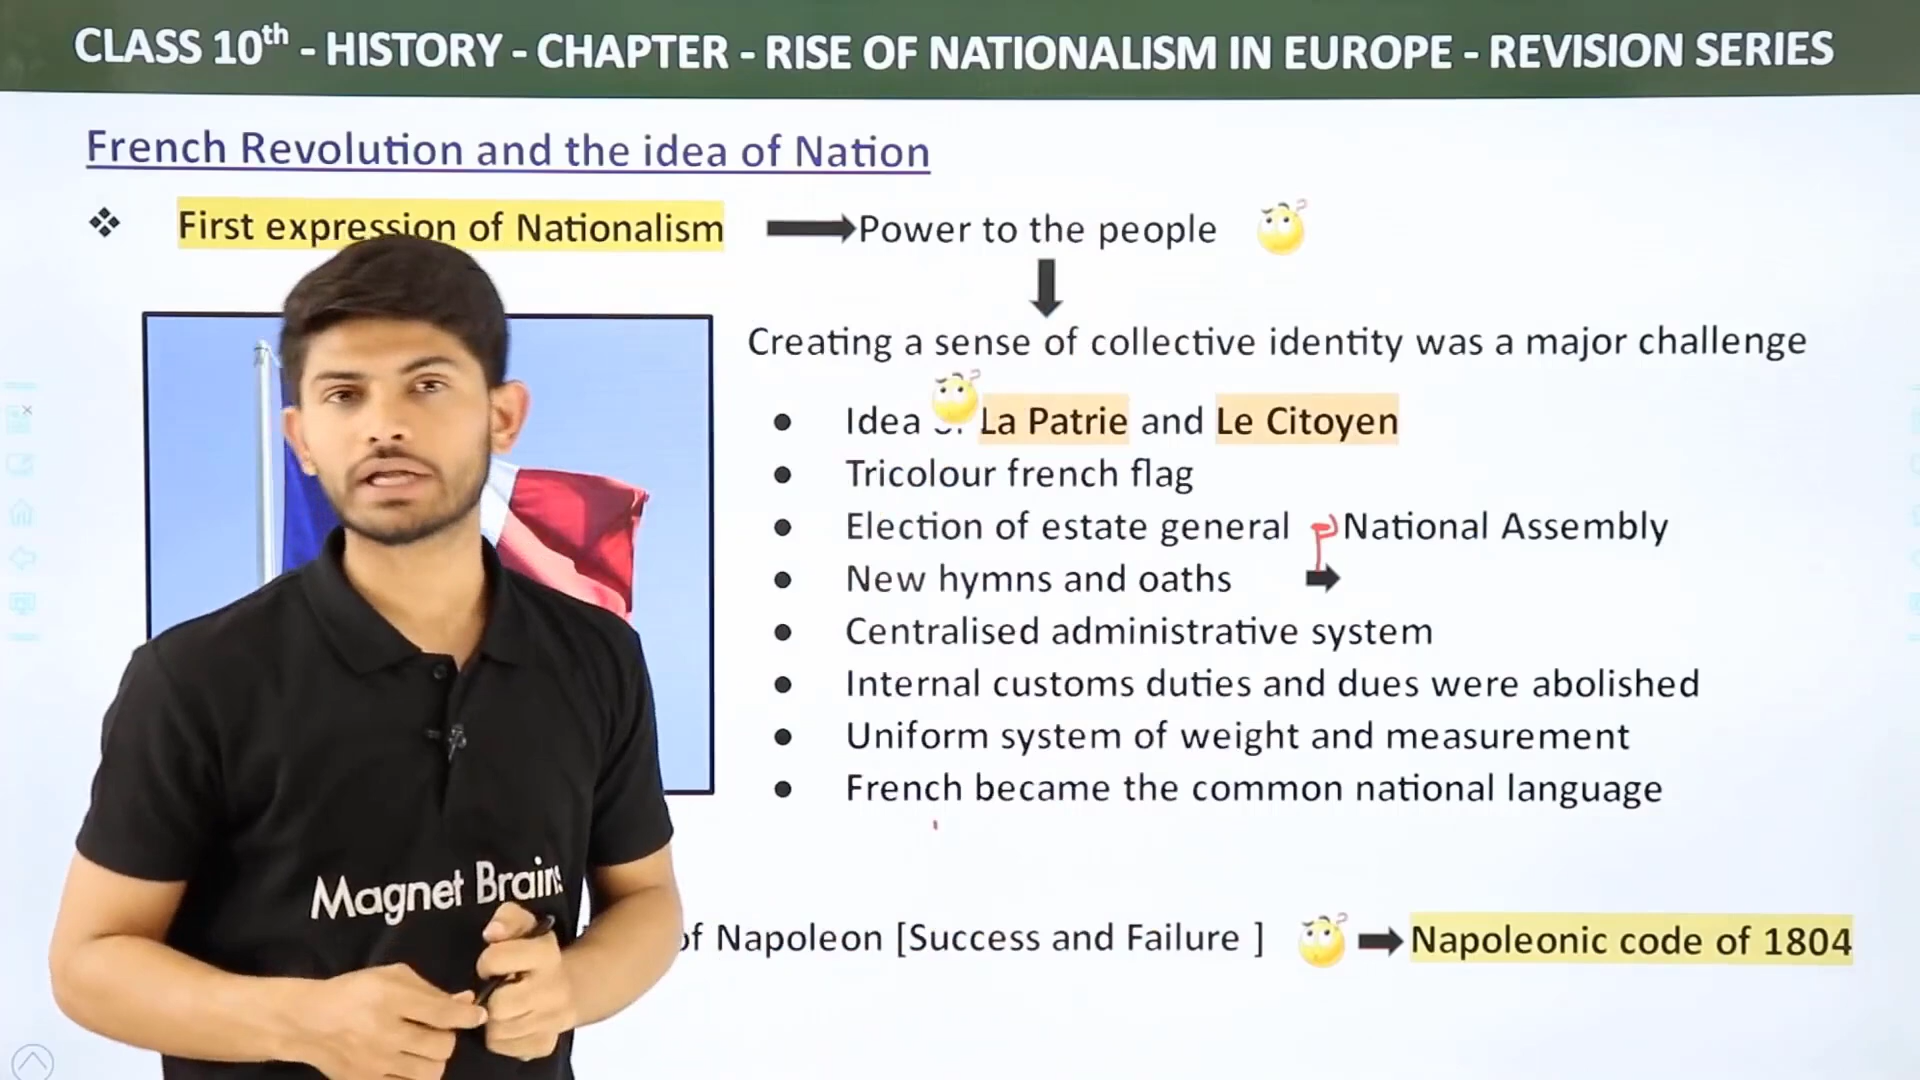 CLASS 10th - HISTORY - CHAPTER - RISE OF NATIONALISM IN EUROPE - REVISION SERIES
French Revolution and the idea of Nation
❖ First expression of Nationalism Power to the people
Creating a sense of collective identity was a major challenge
• Idea La Patrie and Le Citoyen
• Tricolour french flag
• Election of estate general National Assembly
• New hymns and oaths
• Centralised administrative system
• Internal customs duties and dues were abolished
• Uniform system of weight and measurement
• French became the common national language
Magnet Brains
of Napoleon [Success and Failure ] Napoleonic code of 1804